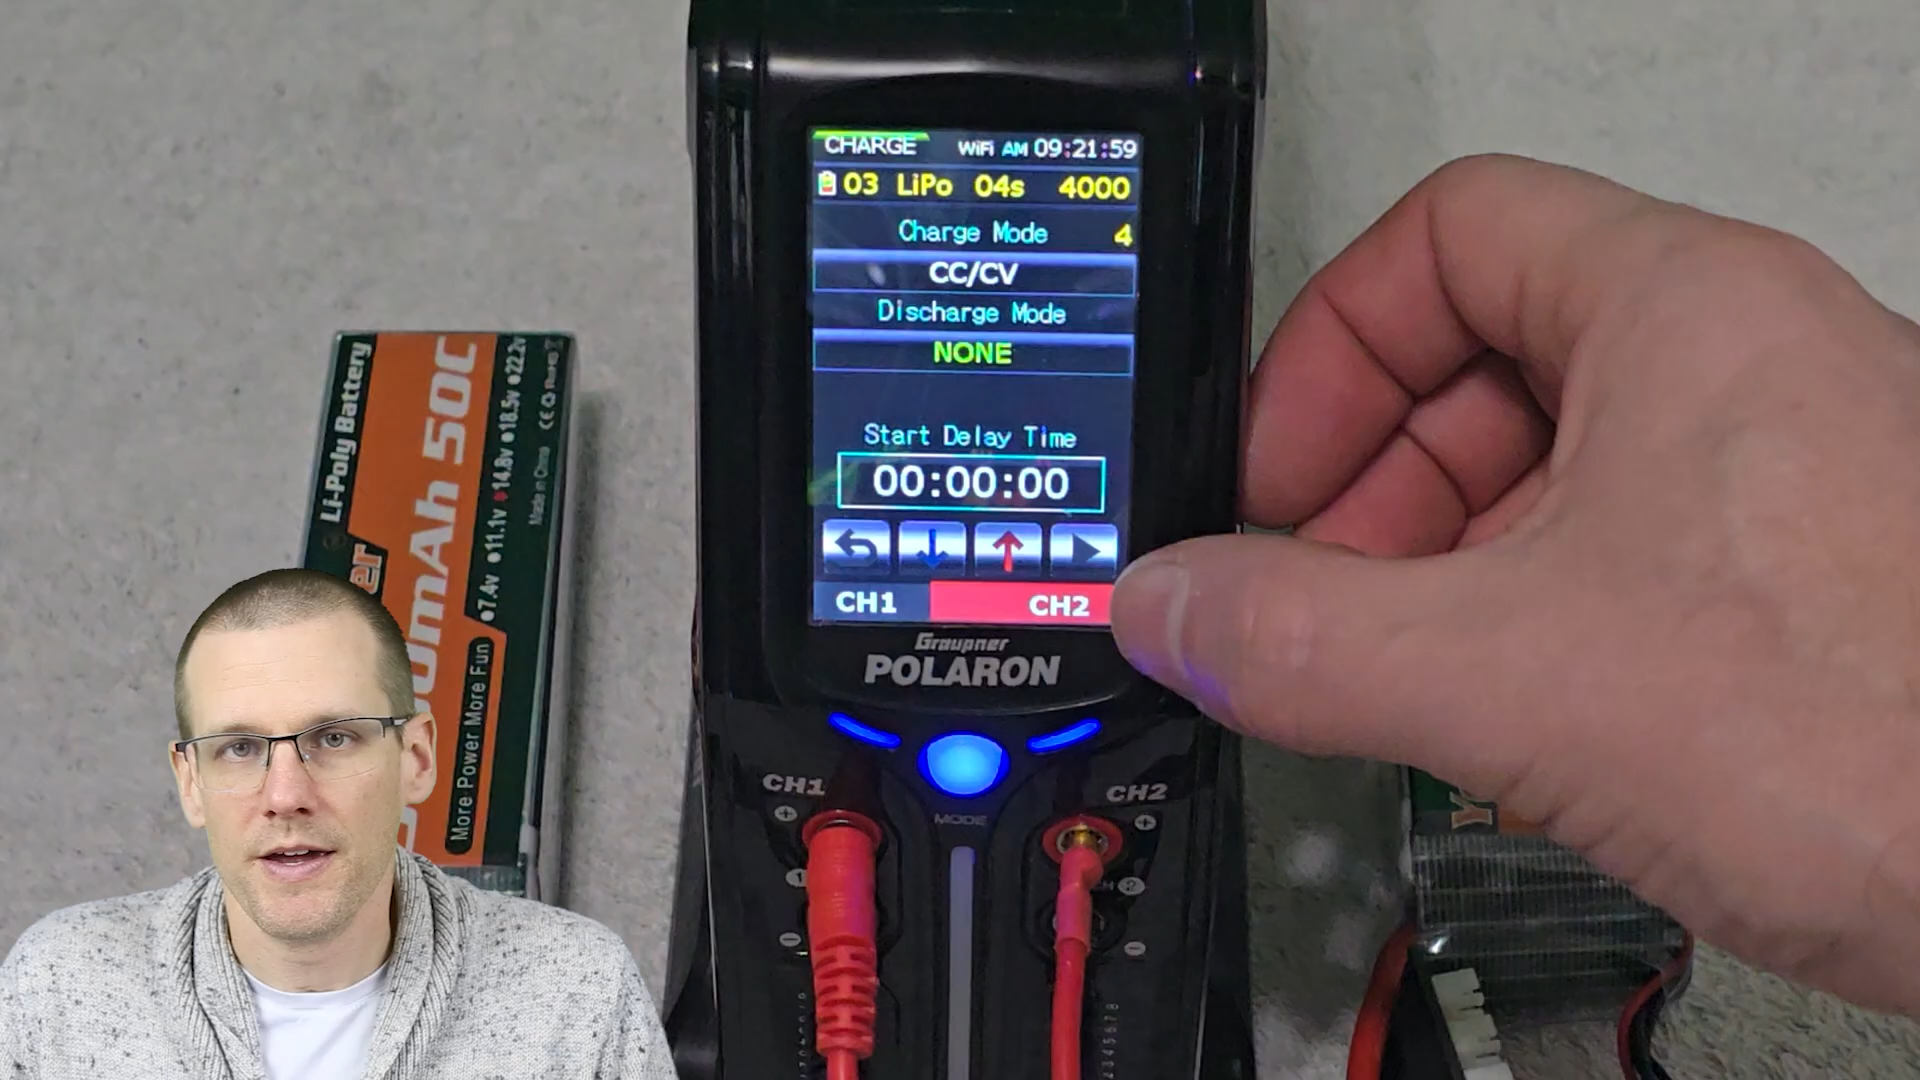 CHARGE WiFi AM 09:21:59
03 LiPo 04s 4000
Charge Mode 4
CC/CV
Discharge Mode
NONE
Start Delay Time
00:00:00
CH1 CH2
Graupner
POLARON
CH1 CH2
MODE
Li-Poly Battery
mAh 50C
•7.4v •11.1v •14.8v •18.5v •22.2v
Made in China
CE RoHS
More Power More Fun